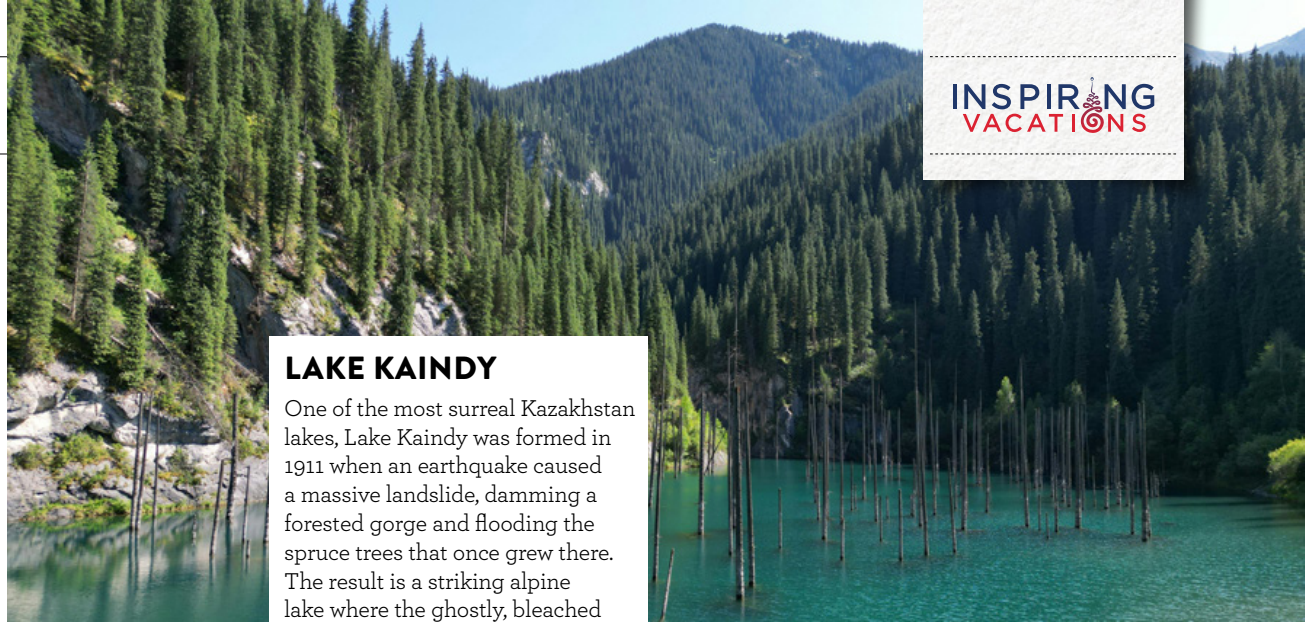 INSPIRING
VACATIONS
LAKE KAINDY
One of the most surreal Kazakhstan
lakes, Lake Kaindy was formed in
1911 when an earthquake caused
a massive landslide, damming a
forested gorge and flooding the
spruce trees that once grew there.
The result is a striking alpine
lake where the ghostly, bleached